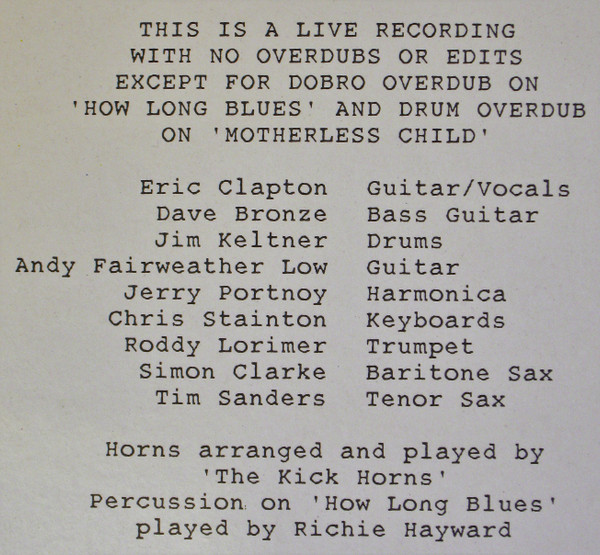 THIS IS A LIVE RECORDING
WITH NO OVERDUBS OR EDITS
EXCEPT FOR DOBRO OVERDUB ON
'HOW LONG BLUES' AND DRUM OVERDUB
ON 'MOTHERLESS CHILD'
Eric Clapton Guitar/Vocals
Dave Bronze Bass Guitar
Jim Keltner Drums
Andy Fairweather Low Guitar
Jerry Portnoy Harmonica
Chris Stainton Keyboards
Roddy Lorimer Trumpet
Simon Clarke Baritone Sax
Tim Sanders Tenor Sax
Horns arranged and played by
'The Kick Horns'
Percussion on 'How Long Blues'
played by Richie Hayward